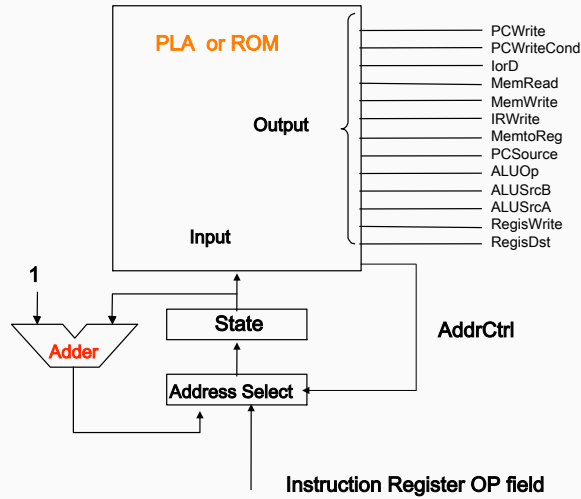 PLA or ROM
PCWrite
PCWriteCond
IorD
MemRead
MemWrite
IRWrite
MemtoReg
PCSource
ALUOp
ALUSrcB
ALUSrcA
RegisWrite
RegisDst
Output
Input
1
State
AddrCtrl
Adder
Address Select
Instruction Register OP field